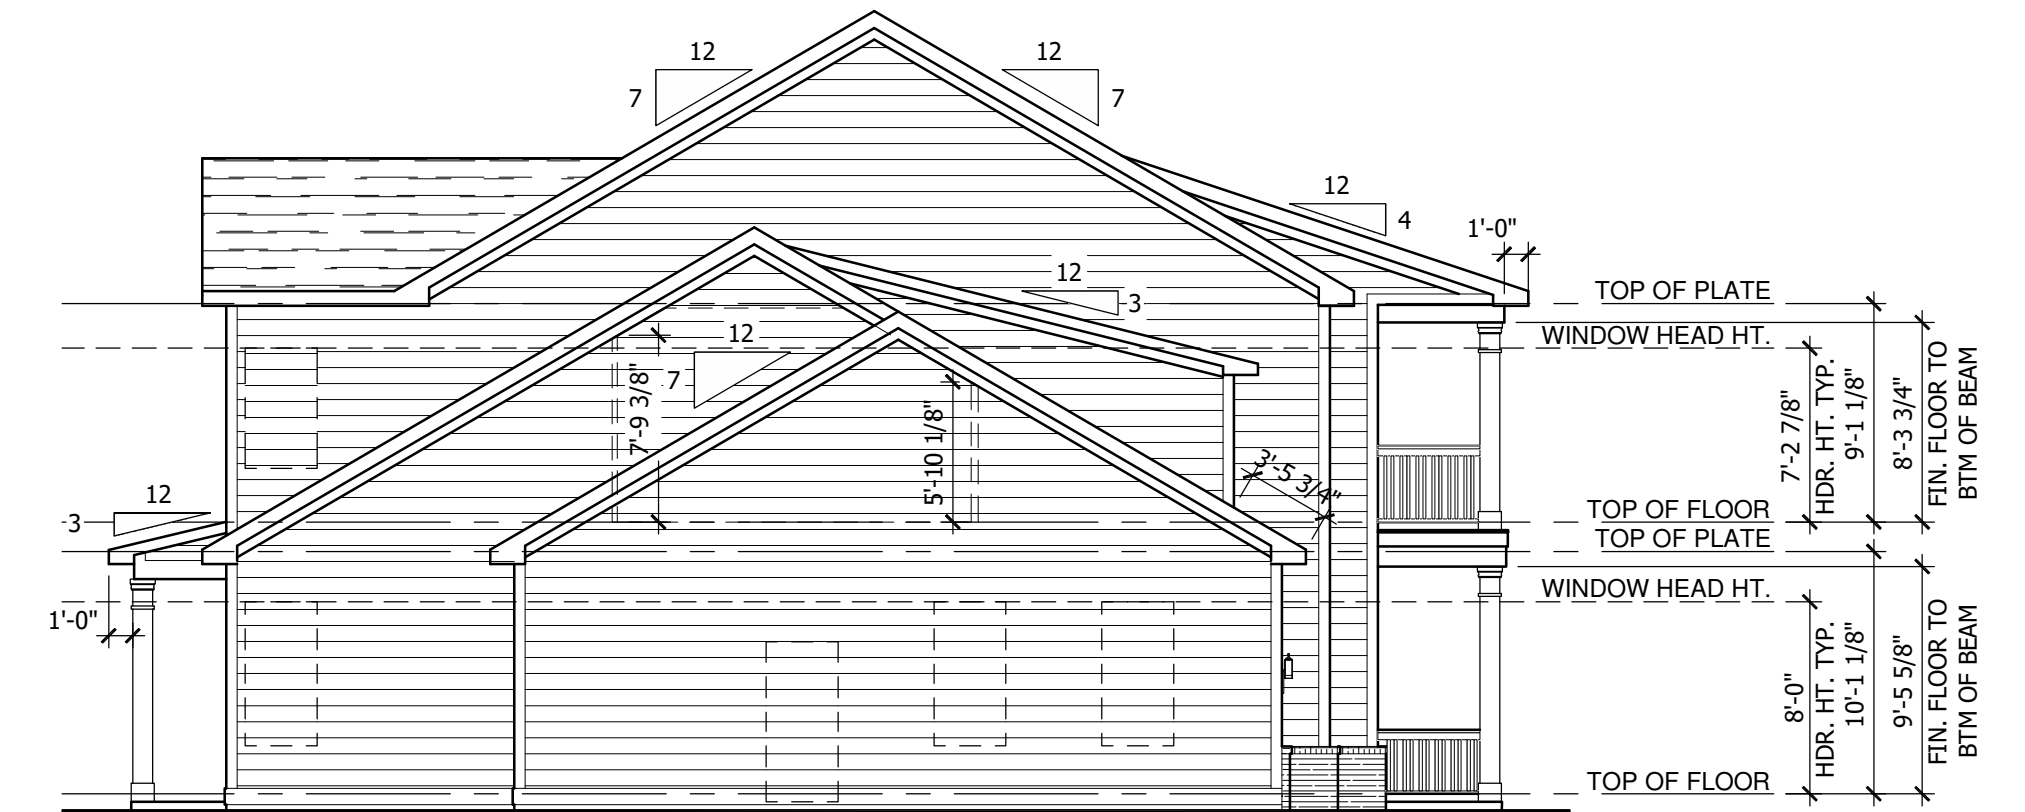 12
12
7
7
12
4
1'-0"
12
3
TOP OF PLATE
WINDOW HEAD HT.
12
7
7'-9 3/8"
5'-10 1/8"
3'-5 3/4"
12
3
7'-2 7/8"
HDR. HT. TYP.
9'-1 1/8"
8'-3 3/4"
FIN. FLOOR TO
BTM OF BEAM
TOP OF FLOOR
TOP OF PLATE
WINDOW HEAD HT.
1'-0"
8'-0"
HDR. HT. TYP.
10'-1 1/8"
9'-5 5/8"
FIN. FLOOR TO
BTM OF BEAM
TOP OF FLOOR